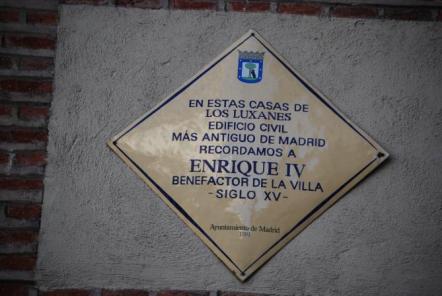 EN ESTAS CASAS DE
LOS LUXANES
EDIFICIO CIVIL
MÁS ANTIGUO DE MADRID
RECORDAMOS A
ENRIQUE IV
BENEFACTOR DE LA VILLA
-SIGLO XV-
Ayuntamiento de Madrid
1991